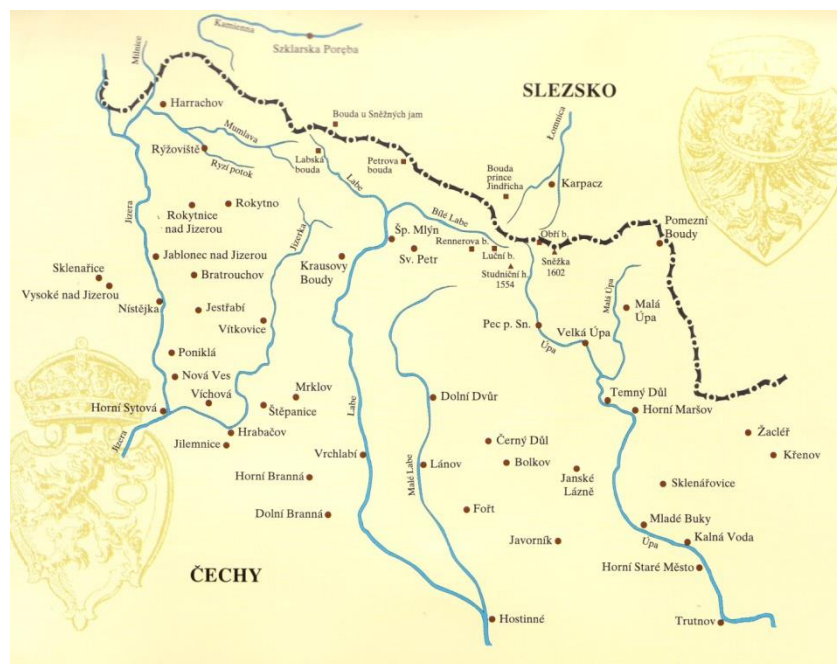 Kamienna
Szklarska Poręba
Milnice
SLEZSKO
Harrachov
Bouda u Sněžných jam
Łomnica
Mumlava
Rýžoviště
Ryzí potok
Labská
bouda
Petrova
bouda
Labe
Bouda
prince
Jindřicha
Karpacz
Jizera
Rokytno
Rokytnice
nad Jizerou
Jizerka
Bílé Labe
Pomezní
Boudy
Šp. Mlýn
Sv. Petr
Rennerova b.
Luční b.
Obří b.
Studniční h.
1554
Sněžka
1602
Jablonec nad Jizerou
Krausovy
Boudy
Sklenařice
Vysoké nad Jizerou
Bratrouchov
Nístějka
Jestřabí
Vítkovice
Malá Úpa
Malá
Úpa
Pec p. Sn.
Úpa
Velká Úpa
Poniklá
Nová Ves
Víchová
Mrklov
Štěpanice
Labe
Dolní Dvůr
Temný Důl
Horní Maršov
Horní Sytová
Jizera
Hrabačov
Jilemnice
Žacléř
Křenov
Vrchlabí
Malé Labe
Lánov
Černý Důl
Bolkov
Janské
Lázně
Horní Branná
Sklenářovice
Dolní Branná
Fořt
Mladé Buky
Úpa
Kalná Voda
Javorník
Horní Staré Město
ČECHY
Hostinné
Trutnov